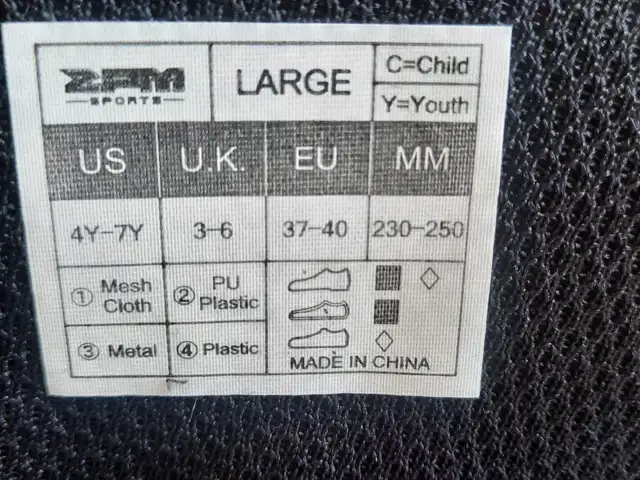 2PM
SPORTS
LARGE
C=Child
Y=Youth
US U.K. EU MM
4Y-7Y 3-6 37-40 230-250
① Mesh Cloth ② PU Plastic
③ Metal ④ Plastic
MADE IN CHINA